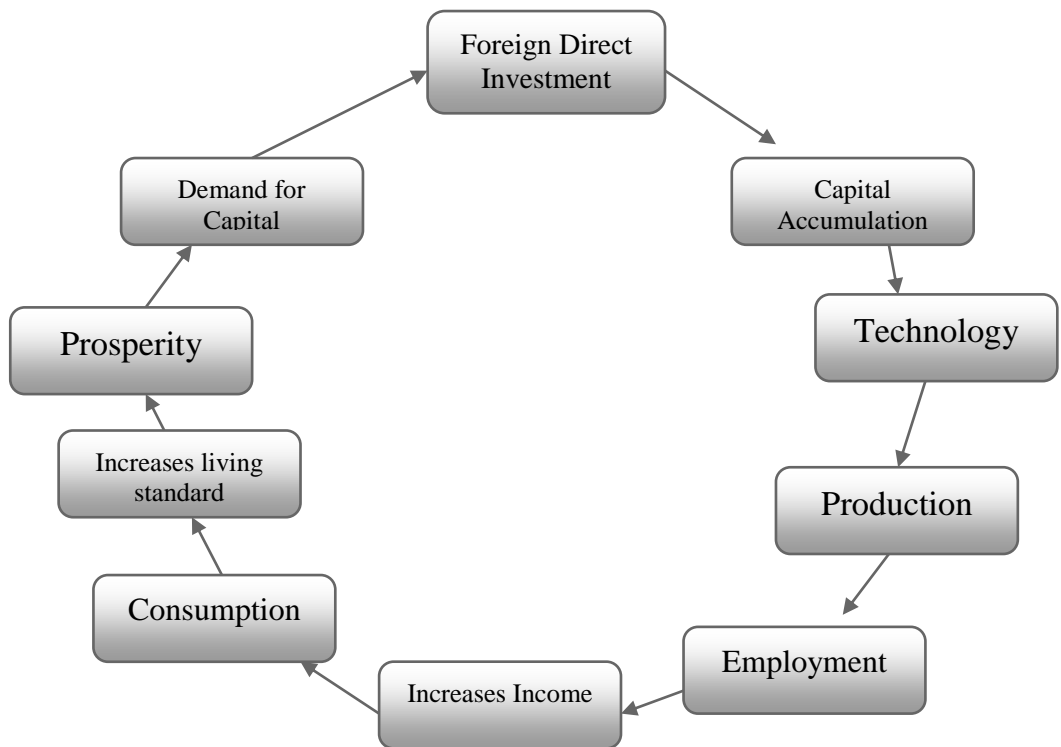 Foreign Direct
Investment
Capital
Accumulation
Technology
Production
Employment
Increases Income
Consumption
Increases living
standard
Prosperity
Demand for
Capital